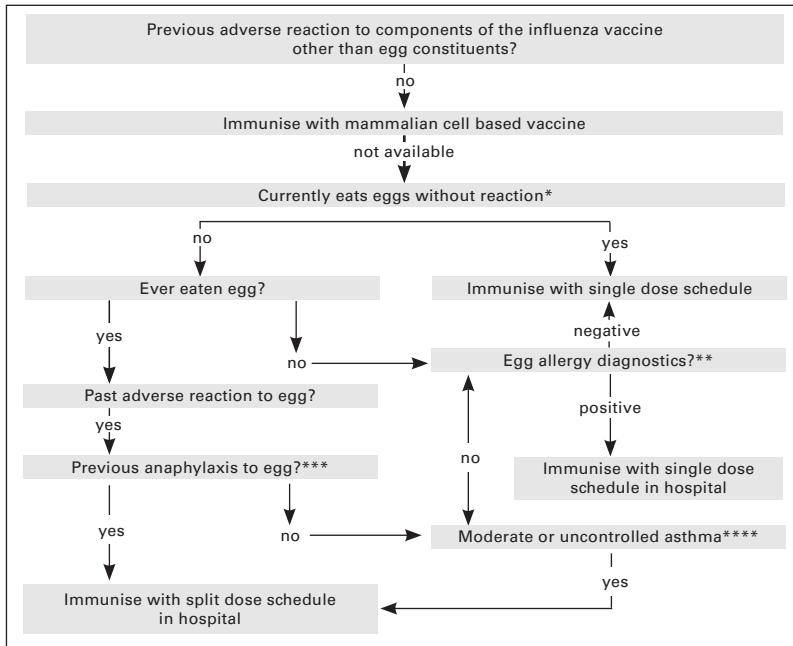 Previous adverse reaction to components of the influenza vaccine
other than egg constituents?
no
Immunise with mammalian cell based vaccine
not available
Currently eats eggs without reaction*
no
yes
Ever eaten egg?
Immunise with single dose schedule
yes
no
negative
Egg allergy diagnostics?**
Past adverse reaction to egg?
positive
yes
Previous anaphylaxis to egg?***
no
Immunise with single dose
schedule in hospital
yes
no
Moderate or uncontrolled asthma****
yes
Immunise with split dose schedule
in hospital